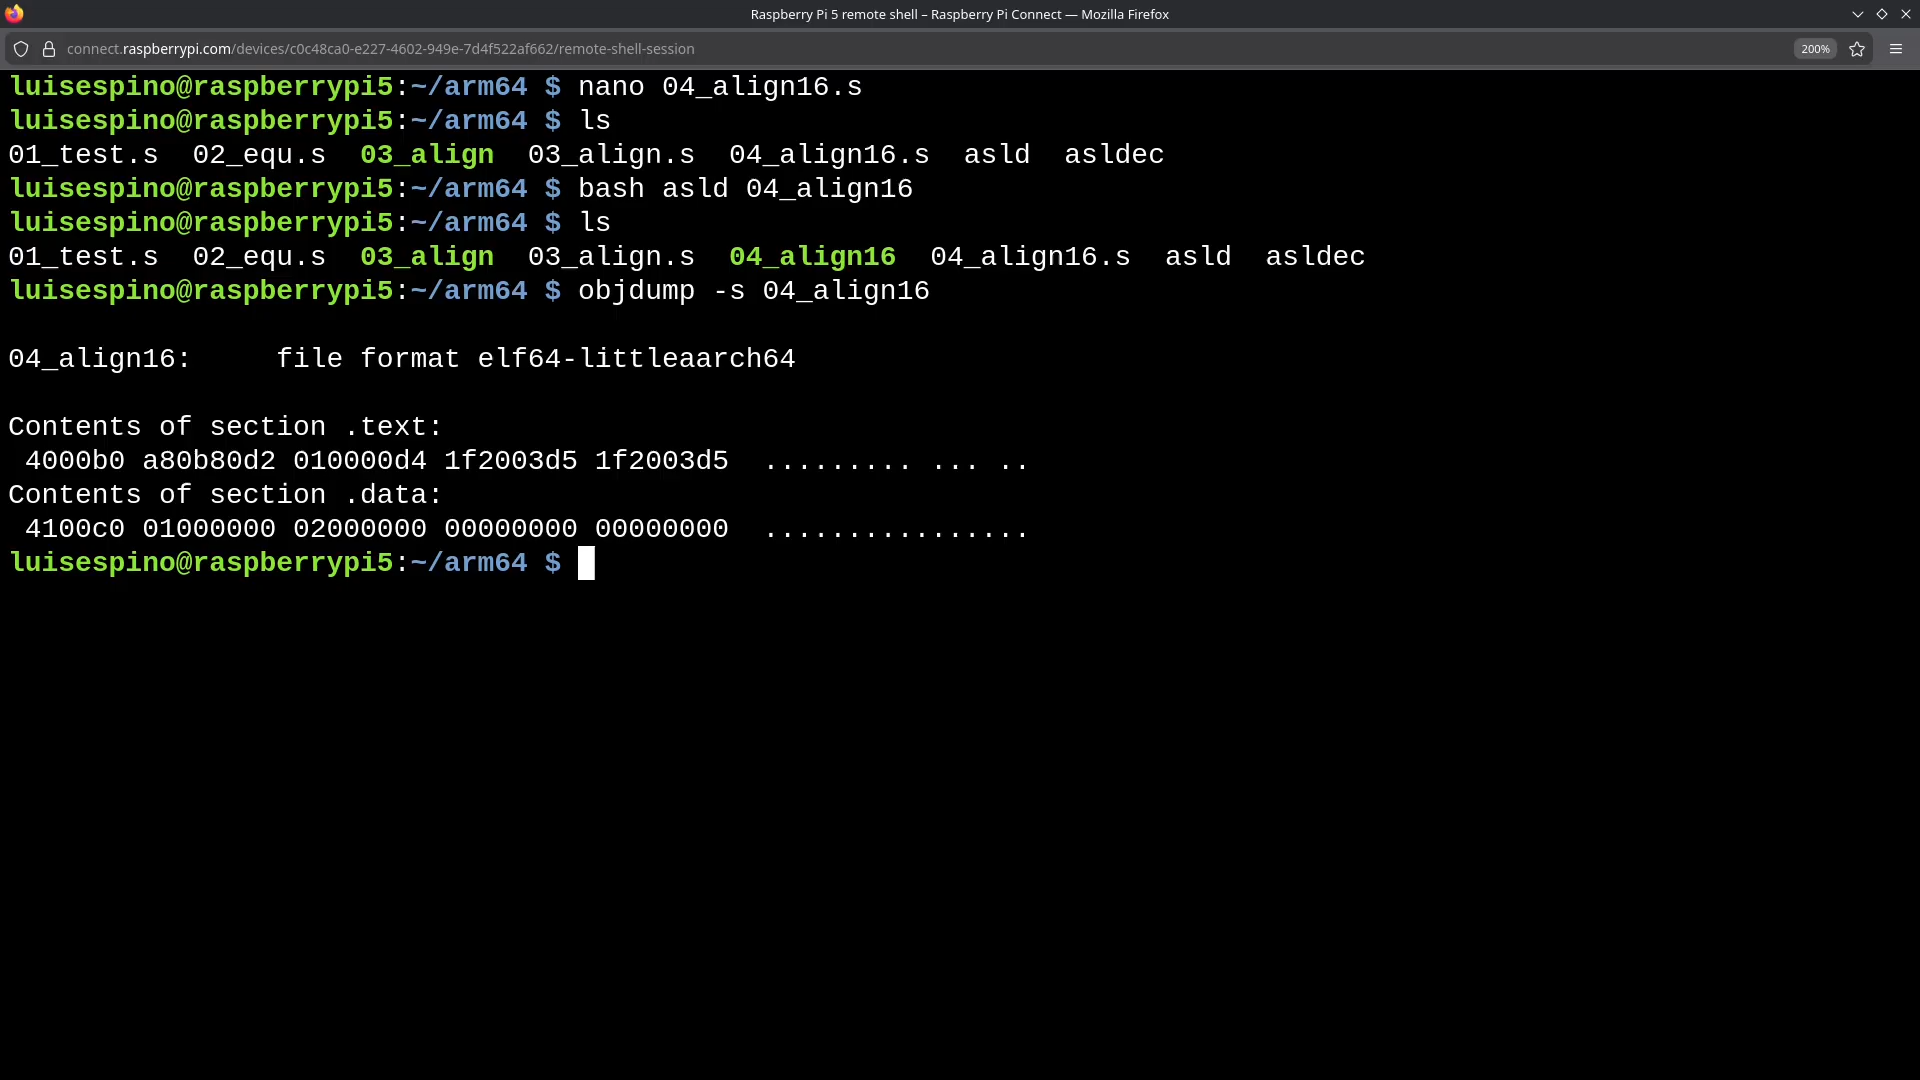 Raspberry Pi 5 remote shell – Raspberry Pi Connect — Mozilla Firefox
connect.raspberrypi.com/devices/c0c48ca0-e227-4602-949e-7d4f522af662/remote-shell-session
200%
luisespino@raspberrypi5:~/arm64 $ nano 04_align16.s
luisespino@raspberrypi5:~/arm64 $ ls
01_test.s  02_equ.s  03_align  03_align.s  04_align16.s  asld  asldec
luisespino@raspberrypi5:~/arm64 $ bash asld 04_align16
luisespino@raspberrypi5:~/arm64 $ ls
01_test.s  02_equ.s  03_align  03_align.s  04_align16  04_align16.s  asld  asldec
luisespino@raspberrypi5:~/arm64 $ objdump -s 04_align16
04_align16:     file format elf64-littleaarch64
Contents of section .text:
 4000b0 a80b80d2 010000d4 1f2003d5 1f2003d5  ......... ... ..
Contents of section .data:
 4100c0 01000000 02000000 00000000 00000000  ................
luisespino@raspberrypi5:~/arm64 $